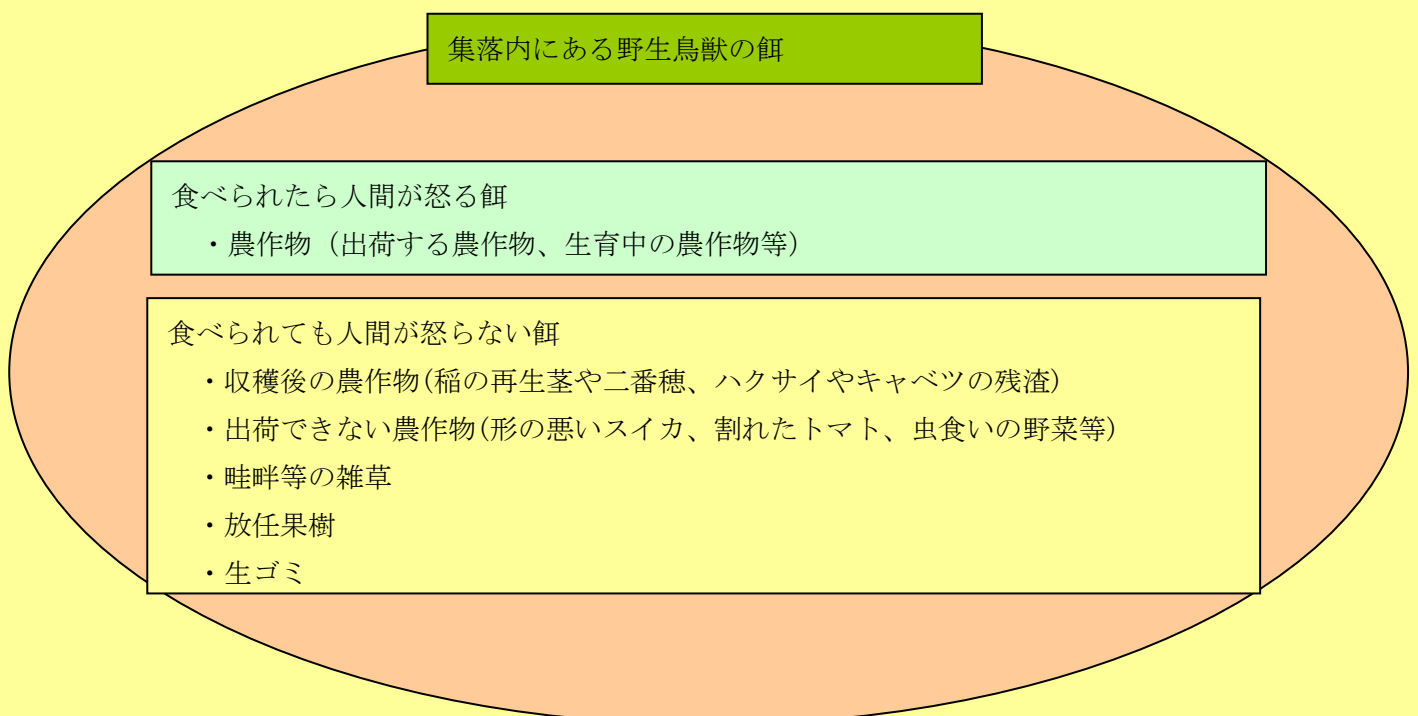 集落内にある野生鳥獣の餌
食べられたら人間が怒る餌
・農作物（出荷する農作物、生育中の農作物等）
食べられても人間が怒らない餌
・収穫後の農作物(稲の再生茎や二番穂、ハクサイやキャベツの残渣)
・出荷できない農作物(形の悪いスイカ、割れたトマト、虫食いの野菜等)
・畦畔等の雑草
・放任果樹
・生ゴミ